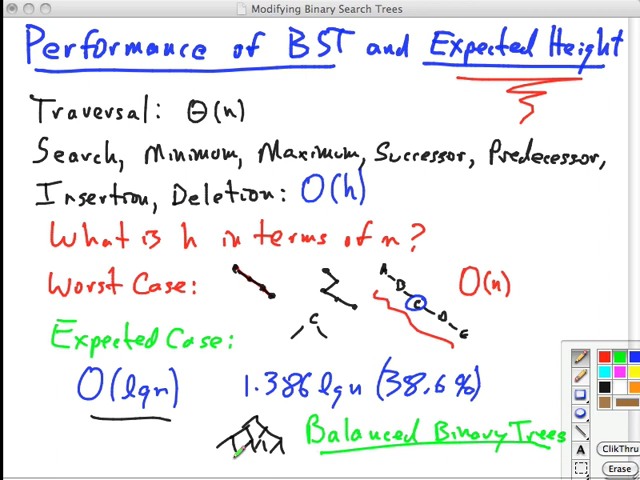 Modifying Binary Search Trees
Performance of BST and Expected Height
Traversal: Θ(n)
Search, Minimum, Maximum, Successor, Predecessor,
Insertion, Deletion: O(h)
What is h in terms of n?
Worst Case:
A
B
C
D
E
O(n)
C
Expected Case:
O(lgn)
1.386 lgn (38.6%)
Balanced Binary Trees
A
ClikThru
Erase